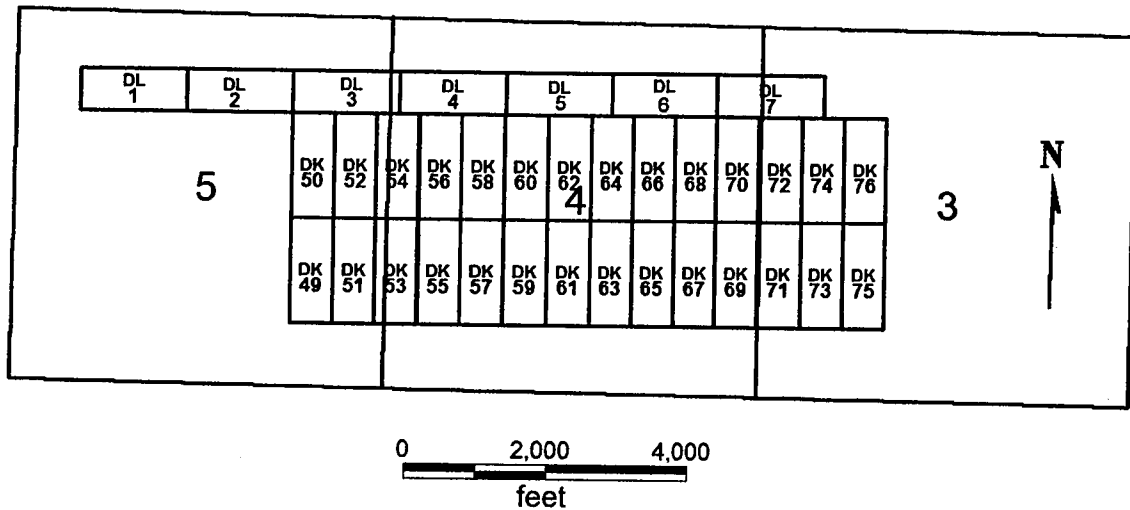 DL
1
DL
2
DL
3
DL
4
DL
5
DL
6
DL
7
DK
50
DK
52
DK
54
DK
56
DK
58
DK
60
DK
62
DK
64
DK
66
DK
68
DK
70
DK
72
DK
74
DK
76
5
4
3
N
DK
49
DK
51
DK
53
DK
55
DK
57
DK
59
DK
61
DK
63
DK
65
DK
67
DK
69
DK
71
DK
73
DK
75
0 2,000 4,000
feet